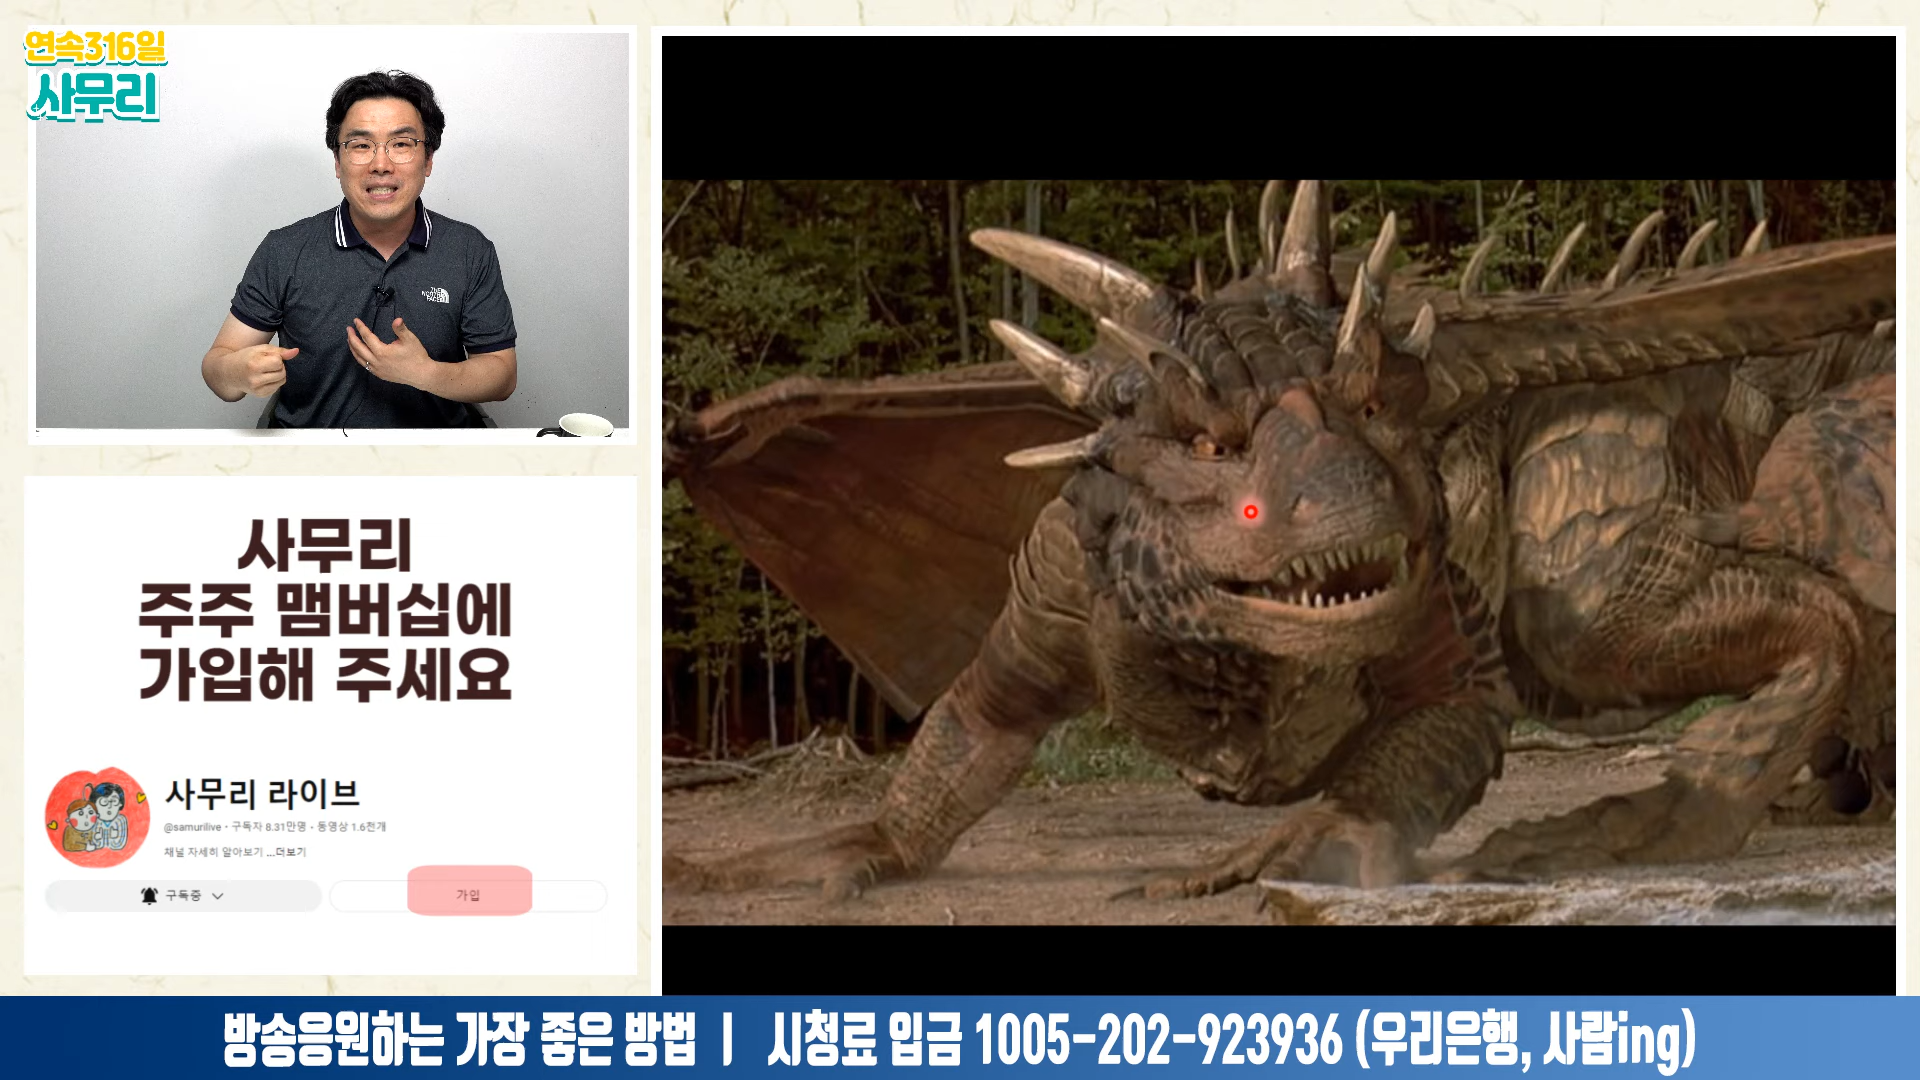 연속316일
사무리
THE
NORTH
FACE
사무리
주주 맴버십에
가입해 주세요
사무리 라이브
@samurilive • 구독자 8.31만명 • 동영상 1.6천개
채널 자세히 알아보기 ...더보기
구독중
가입
방송응원하는 가장 좋은 방법 | 시청료 입금 1005-202-923936 (우리은행, 사람ing)